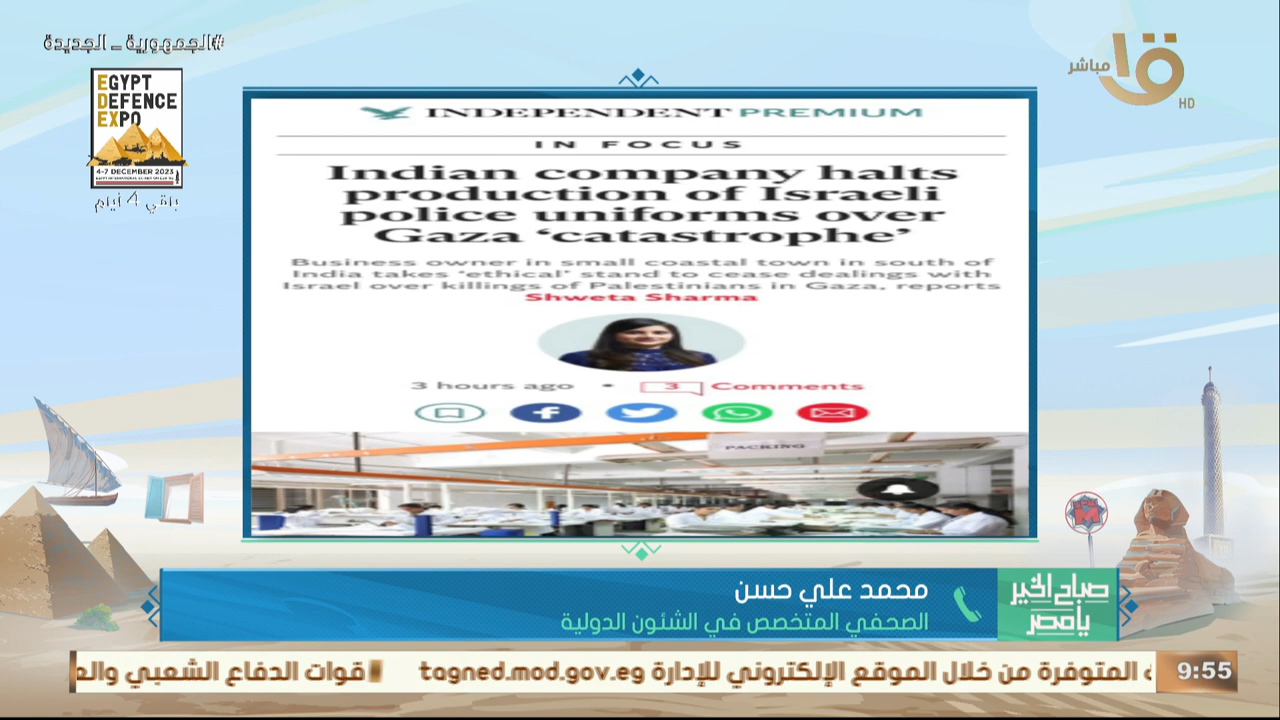 #الجمهورية_الجديدة
EGYPT
DEFENCE
EXPO
4-7 DECEMBER 2023
باقي 4 أيام
مباشر
HD
INDEPENDENT PREMIUM
IN FOCUS
Indian company halts
production of Israeli
police uniforms over
Gaza ‘catastrophe’
Business owner in small coastal town in south of
India takes ‘ethical’ stand to cease dealings with
Israel over killings of Palestinians in Gaza, reports
Shweta Sharma
3 hours ago • 3 Comments
PACKING
M
صباح الخير
يا مصر
محمد علي حسن
الصحفي المتخصص في الشئون الدولية
9:55
المتوفرة من خلال الموقع الإلكتروني للإدارة tagned.mod.gov.eg قوات الدفاع الشعبي